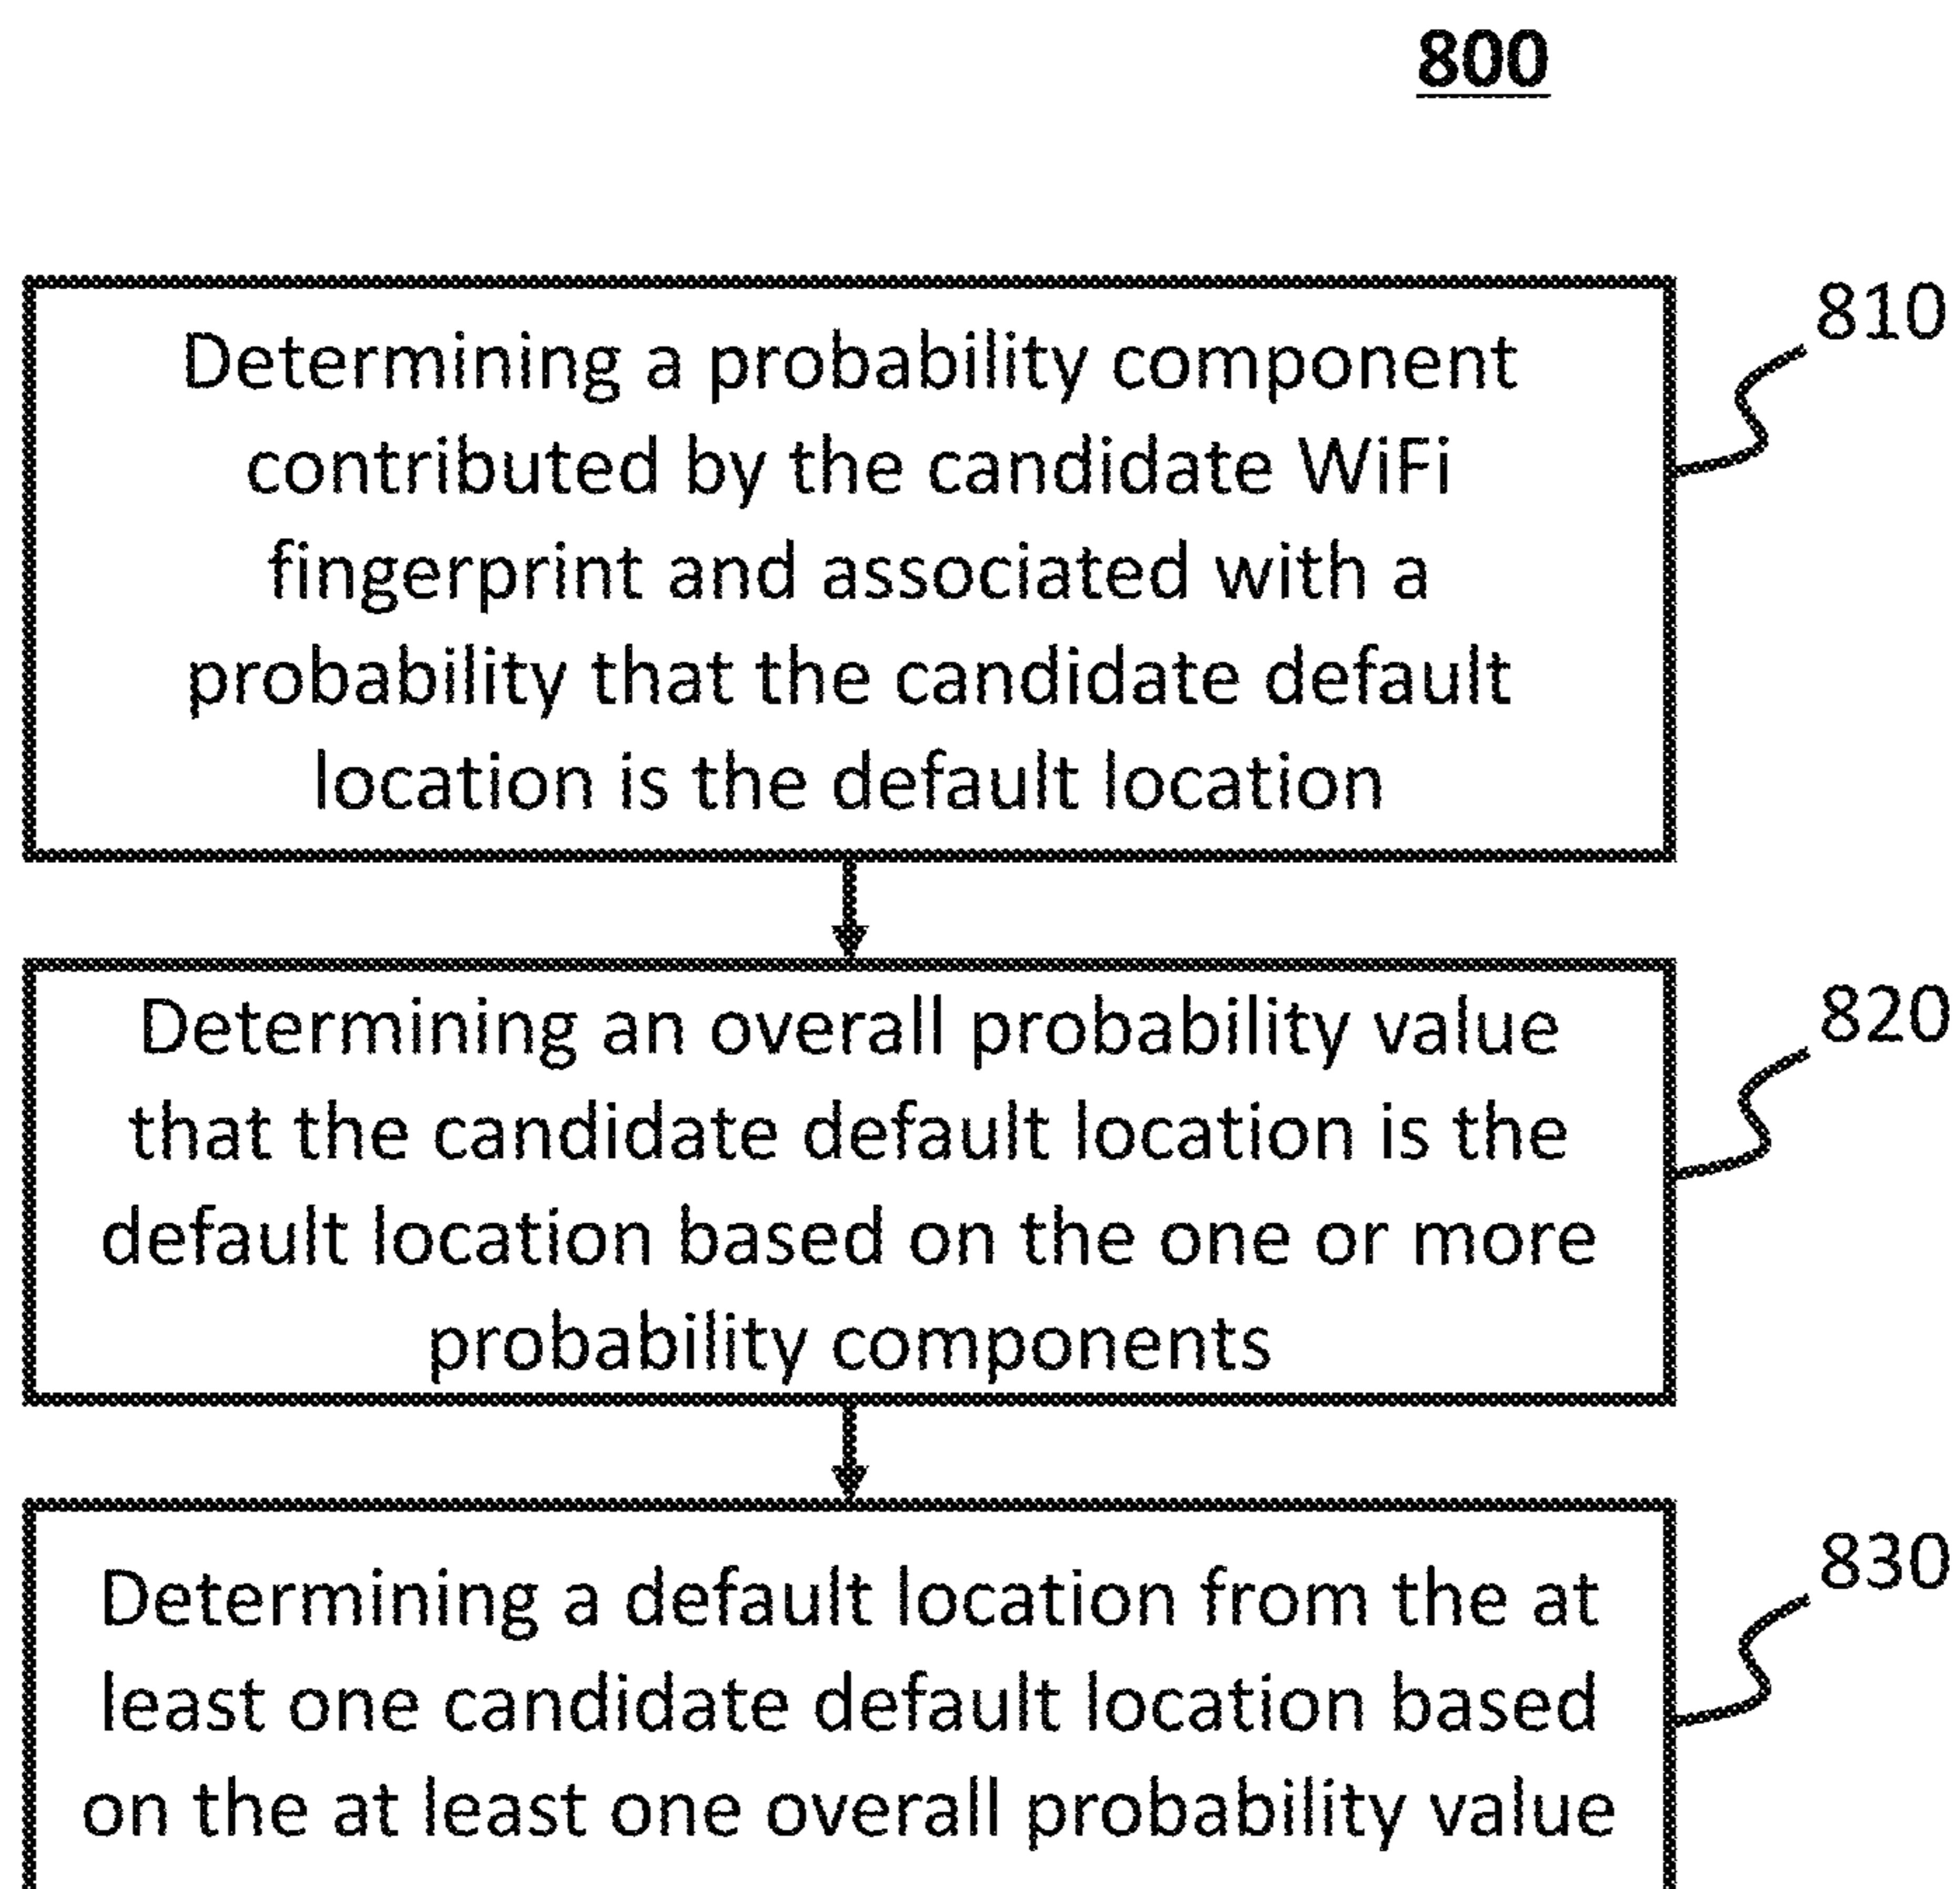 800
810
Determining a probability component
contributed by the candidate WiFi
fingerprint and associated with a
probability that the candidate default
location is the default location
820
Determining an overall probability value
that the candidate default location is the
default location based on the one or more
probability components
830
Determining a default location from the at
least one candidate default location based
on the at least one overall probability value